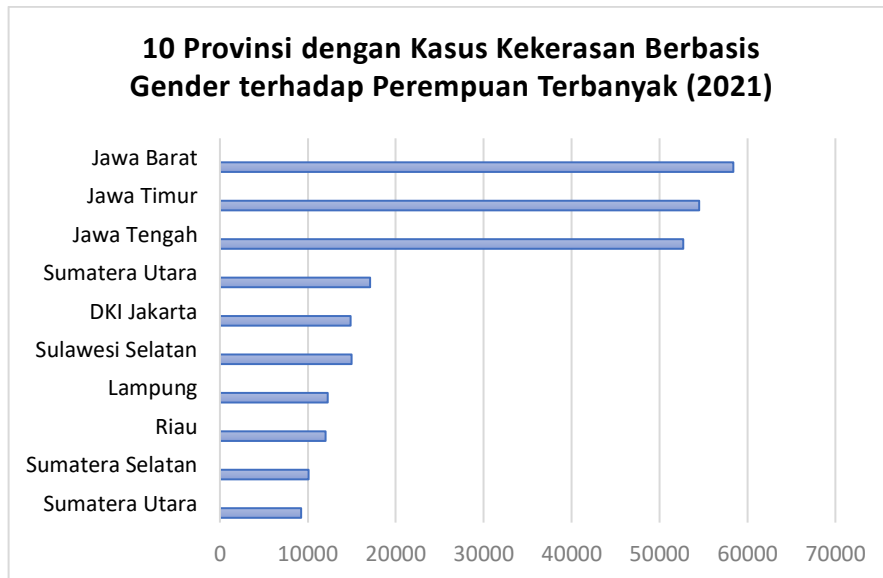 10 Provinsi dengan Kasus Kekerasan Berbasis
Gender terhadap Perempuan Terbanyak (2021)
Jawa Barat
Jawa Timur
Jawa Tengah
Sumatera Utara
DKI Jakarta
Sulawesi Selatan
Lampung
Riau
Sumatera Selatan
Sumatera Utara
0 10000 20000 30000 40000 50000 60000 70000